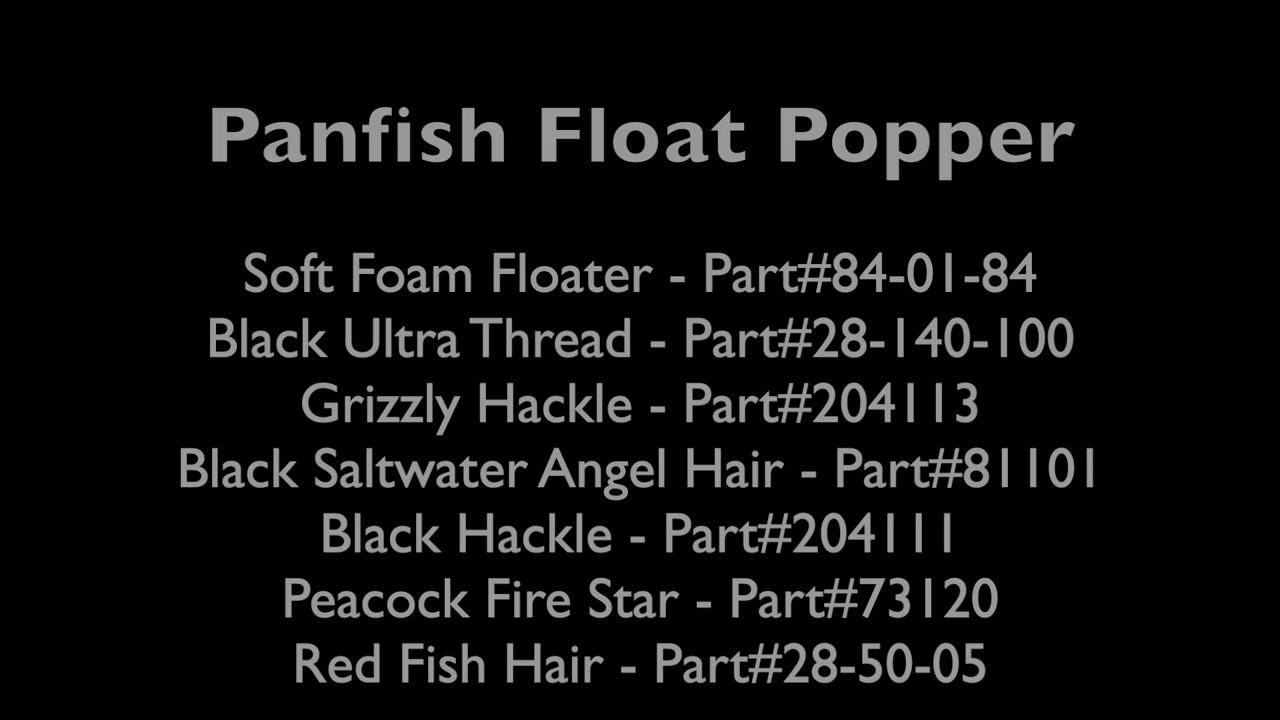 Panfish Float Popper
Soft Foam Floater - Part#84-01-84
Black Ultra Thread - Part#28-140-100
Grizzly Hackle - Part#204113
Black Saltwater Angel Hair - Part#81101
Black Hackle - Part#204111
Peacock Fire Star - Part#73120
Red Fish Hair - Part#28-50-05